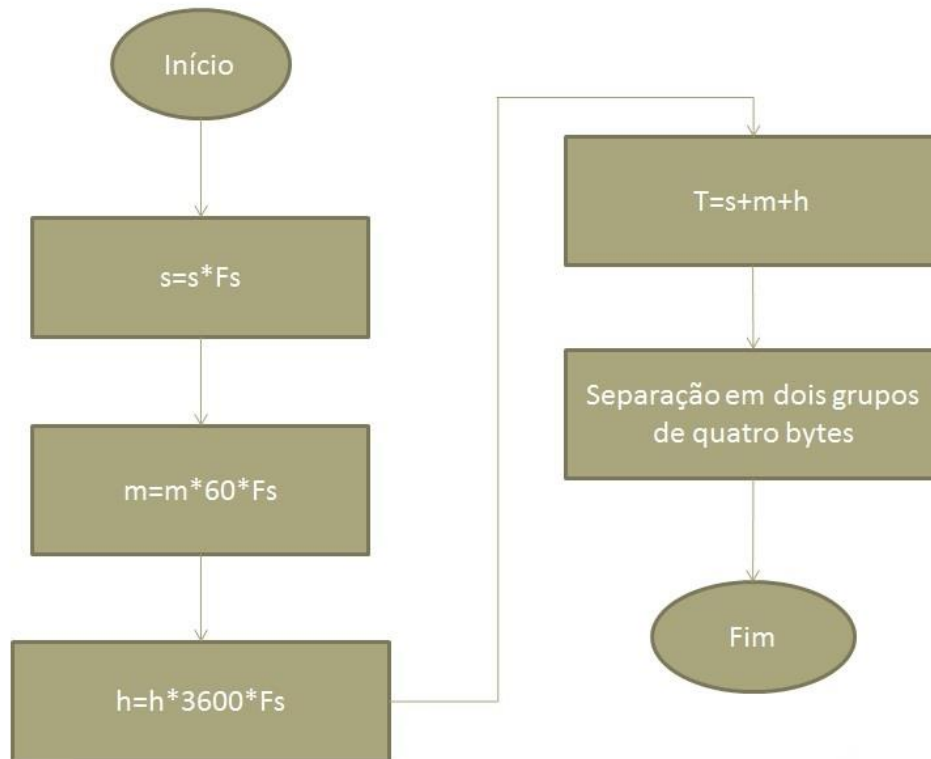 Início
s=s*Fs
m=m*60*Fs
h=h*3600*Fs
T=s+m+h
Separação em dois grupos
de quatro bytes
Fim